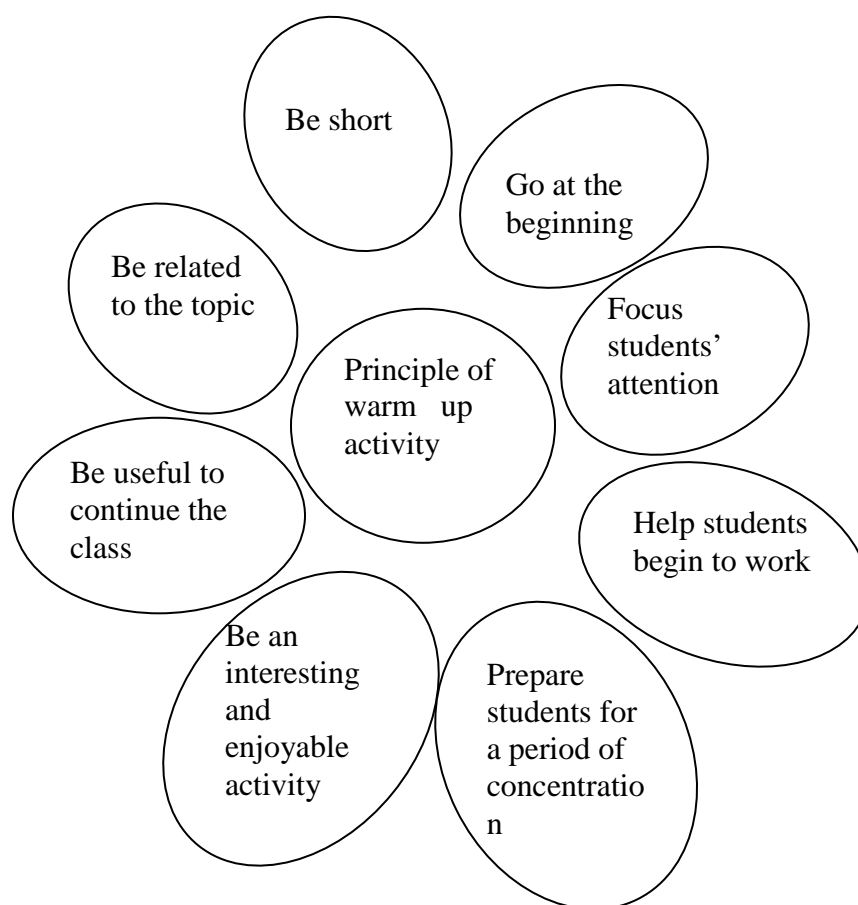 Be short
Go at the
beginning
Be related
to the topic
Focus
students’
attention
Principle of
warm up
activity
Be useful to
continue the
class
Help students
begin to work
Be an
interesting
and
enjoyable
activity
Prepare
students for
a period of
concentratio
n